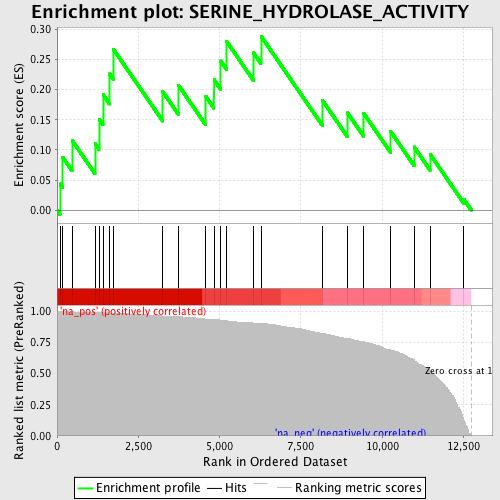 Enrichment plot: SERINE_HYDROLASE_ACTIVITY
Enrichment score (ES)
0.30
0.25
0.20
0.15
0.10
0.05
0.00
'na_pos' (positively correlated)
Ranked list metric (PreRanked)
1.00
0.75
0.50
0.25
0.00
Zero cross at 1
'na_neg' (negatively correlated)
0
2,500
5,000
7,500
10,000
12,500
Rank in Ordered Dataset
Enrichment profile
Hits
Ranking metric scores